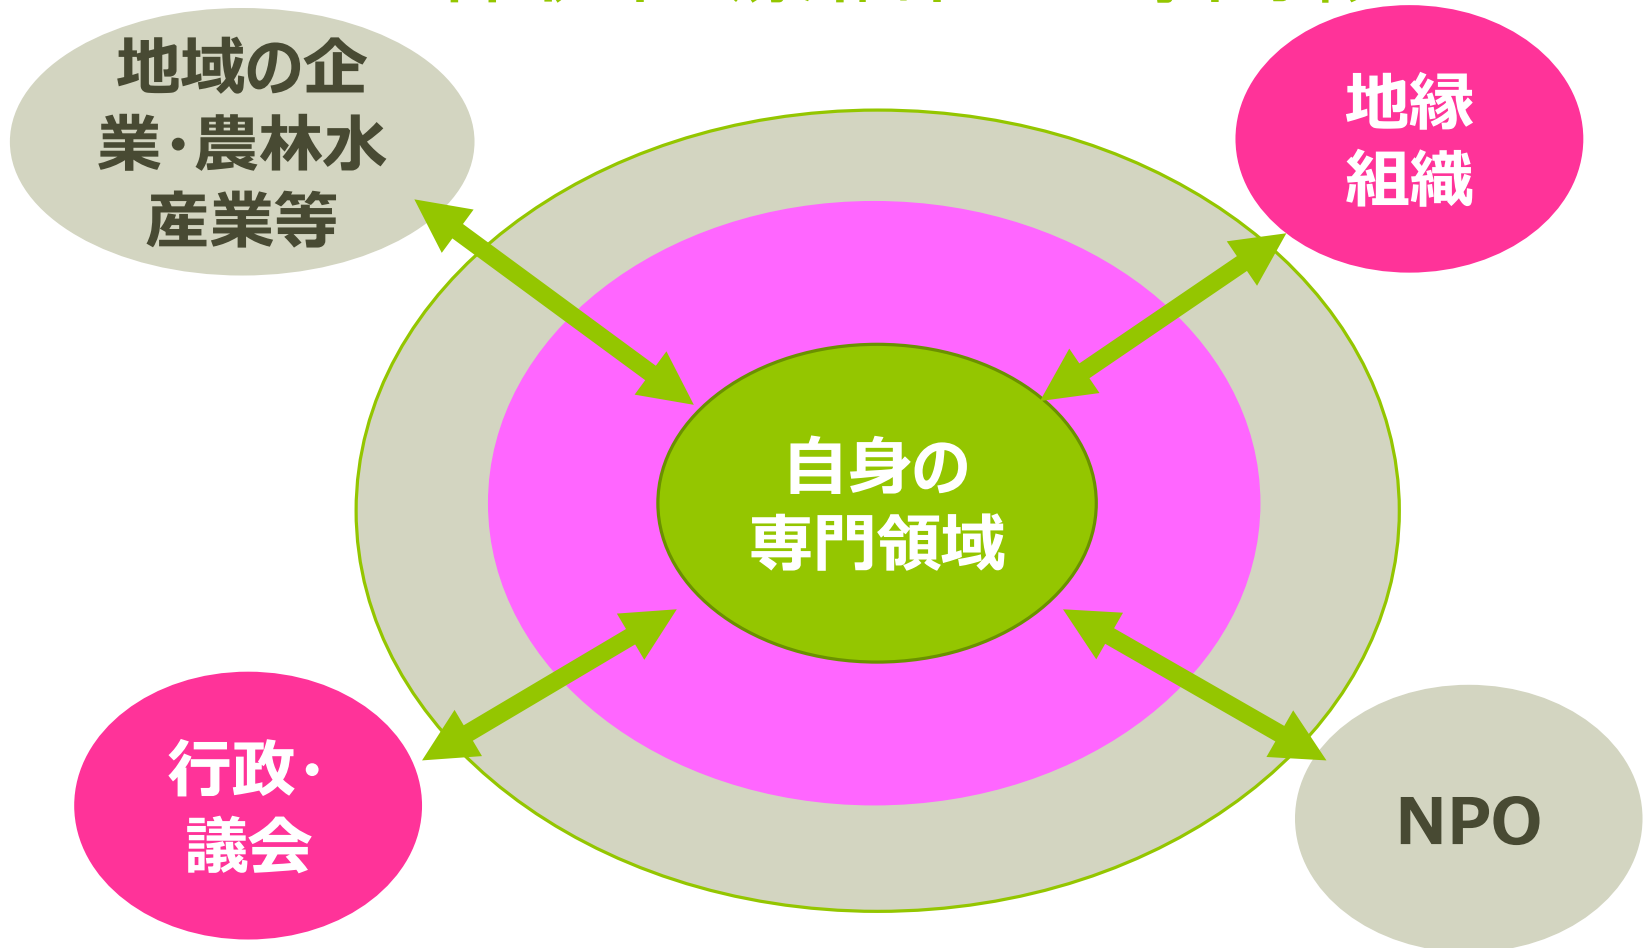 地域の企
業・農林水
産業等
地縁
組織
自身の
専門領域
行政・
議会
NPO